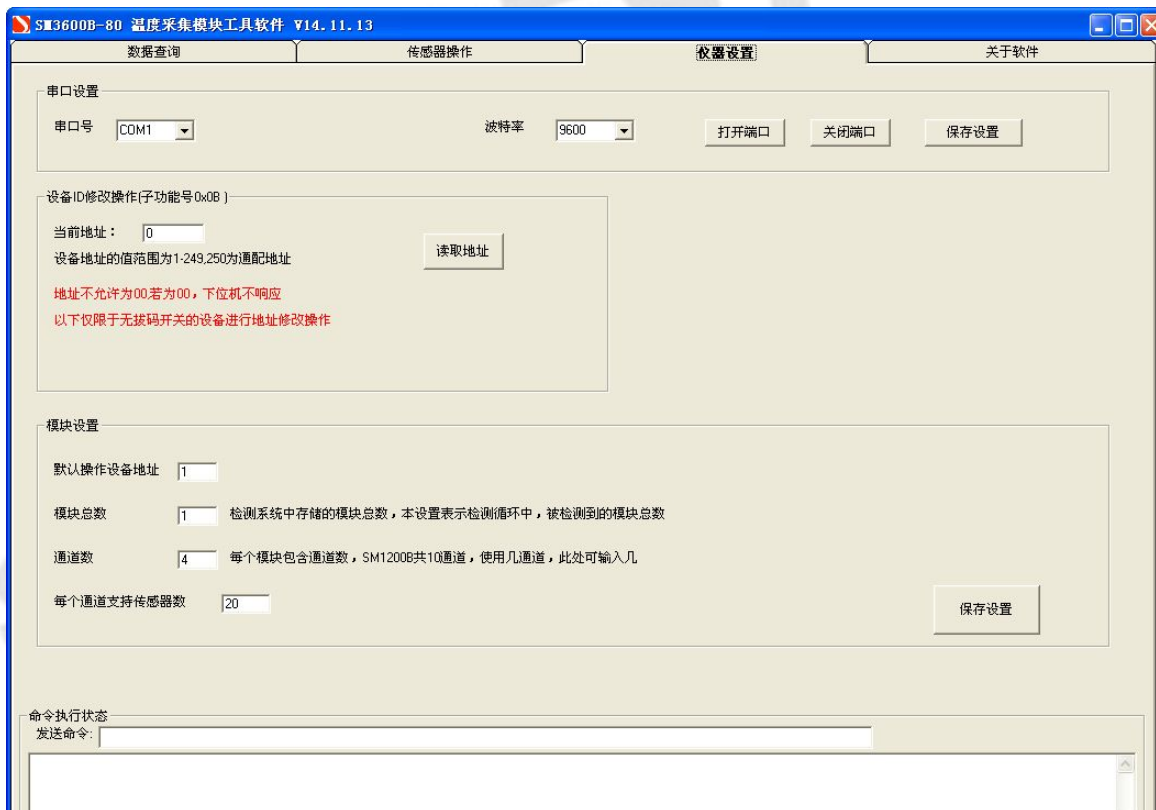 SM3600B-80 温度采集模块工具软件 V14.11.13
数据查询 传感器操作 仪器设置 关于软件
串口设置
串口号 COM1 波特率 9600 打开端口 关闭端口 保存设置
设备ID修改操作(子功能号0x0B )
当前地址： 0
读取地址
设备地址的值范围为1-249,250为通配地址
地址不允许为00,若为00，下位机不响应
以下仅限于无拔码开关的设备进行地址修改操作
模块设置
默认操作设备地址 1
模块总数 1 检测系统中存储的模块总数，本设置表示检测循环中，被检测到的模块总数
通道数 4 每个模块包含通道数，SM1200B共10通道，使用几通道，此处可输入几
每个通道支持传感器数 20
保存设置
命令执行状态
发送命令: